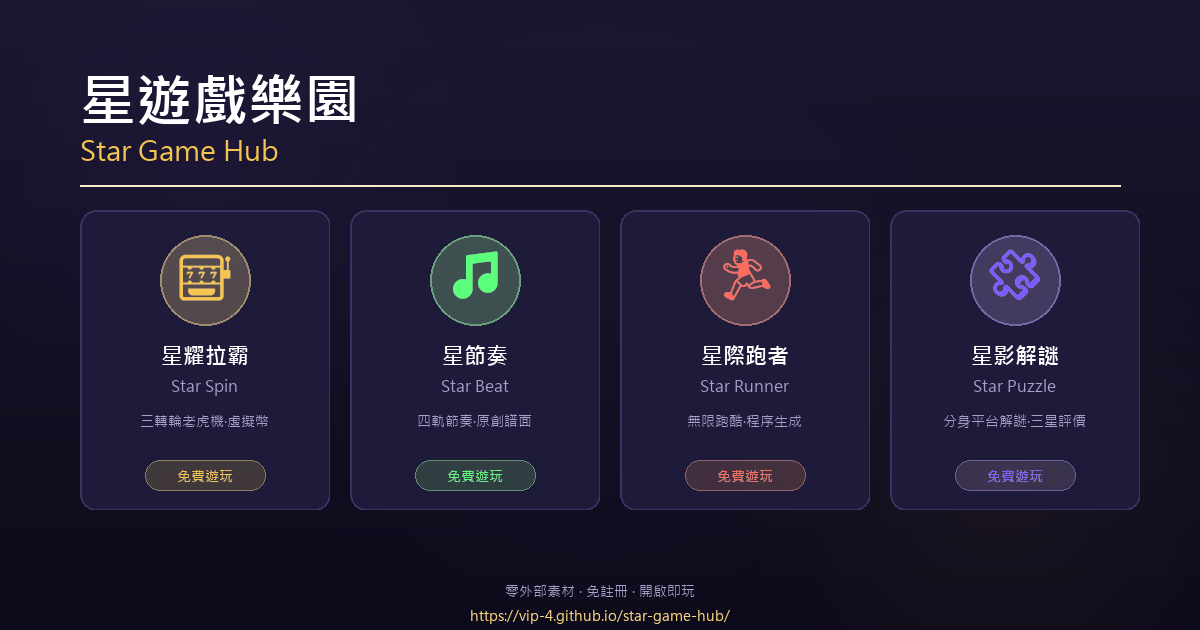 星遊戲樂園
Star Game Hub
777
星耀拉霸
Star Spin
三轉輪老虎機·虛擬幣
免費遊玩
星節奏
Star Beat
四軌節奏·原創譜面
免費遊玩
星際跑者
Star Runner
無限跑酷·程序生成
免費遊玩
星影解謎
Star Puzzle
分身平台解謎·三星評價
免費遊玩
零外部素材 · 免註冊 · 開啟即玩
https://vip-4.github.io/star-game-hub/